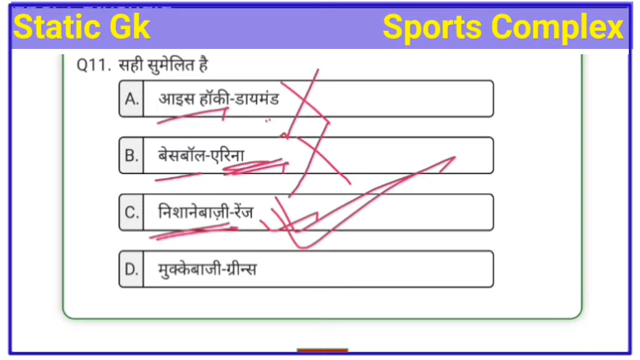 Static Gk Sports Complex
Q11. सही सुमेलित है
A. आइस हॉकी-डायमंड
B. बेसबॉल-एरिना
C. निशानेबाज़ी-रेंज
D. मुक्केबाजी-ग्रीन्स